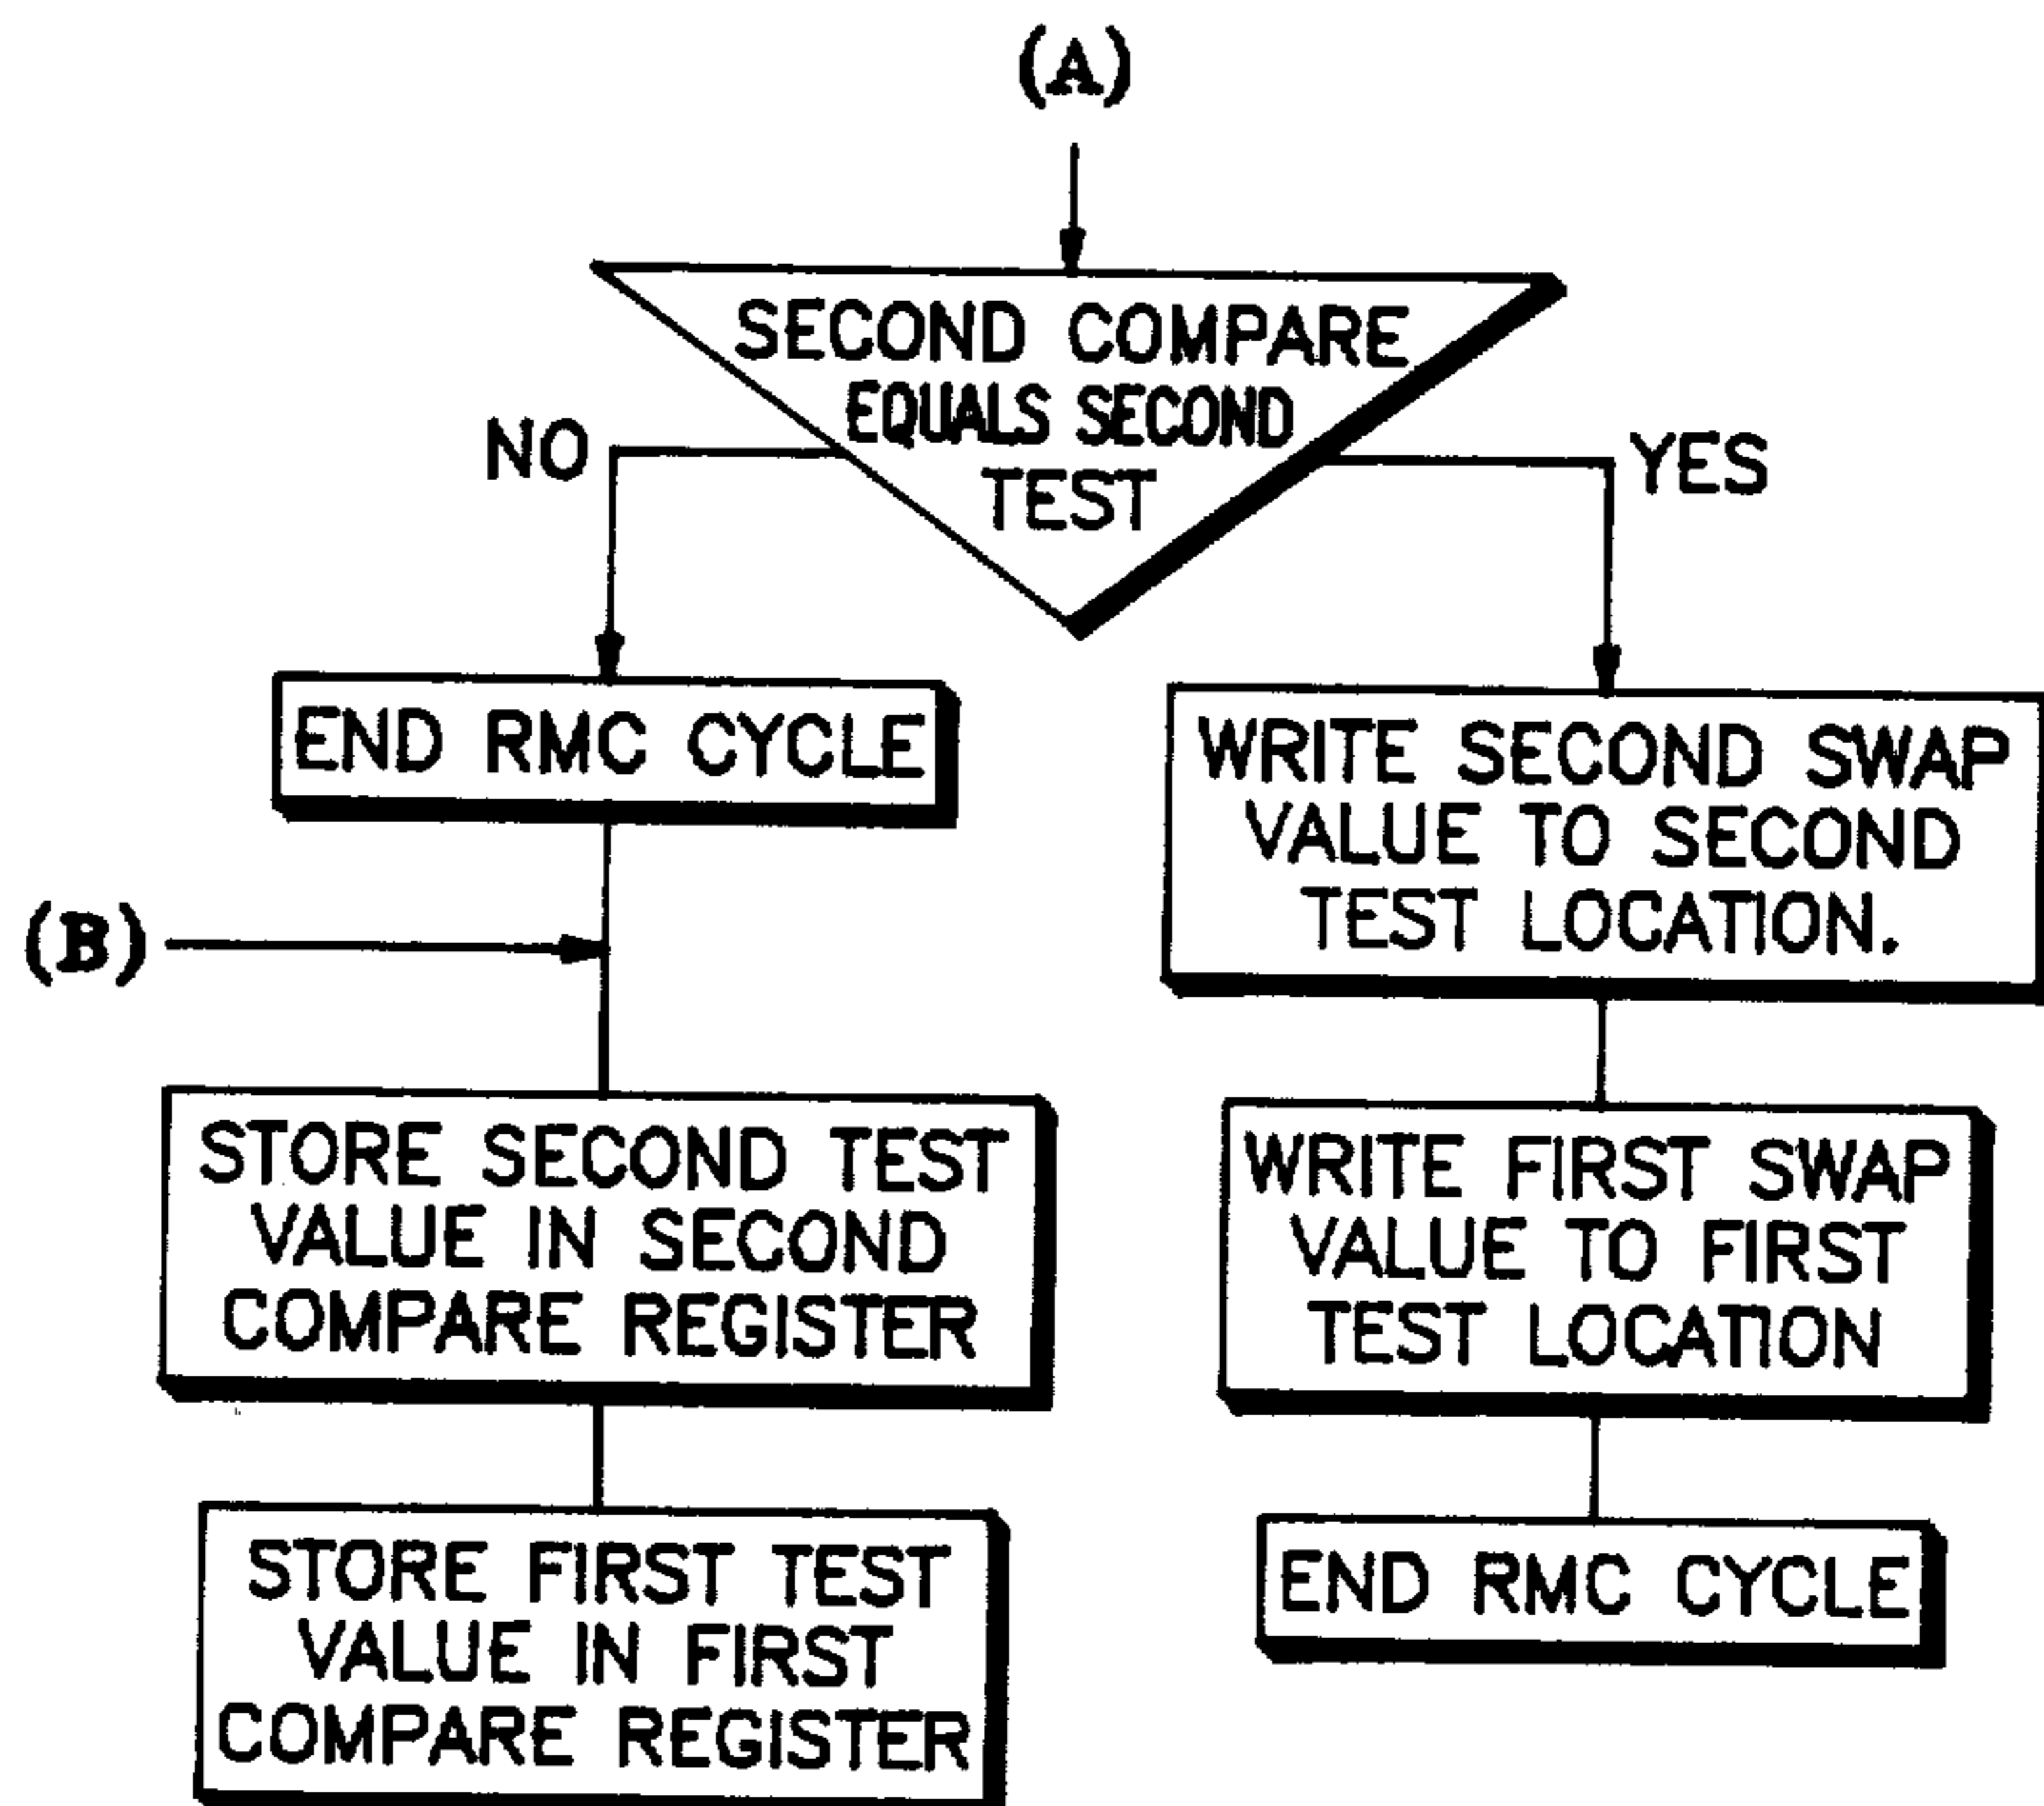 (A)
SECOND COMPARE
EQUALS SECOND
TEST
NO
YES
END RMC CYCLE
WRITE SECOND SWAP
VALUE TO SECOND
TEST LOCATION.
(B)
STORE SECOND TEST
VALUE IN SECOND
COMPARE REGISTER
WRITE FIRST SWAP
VALUE TO FIRST
TEST LOCATION
STORE FIRST TEST
VALUE IN FIRST
COMPARE REGISTER
END RMC CYCLE